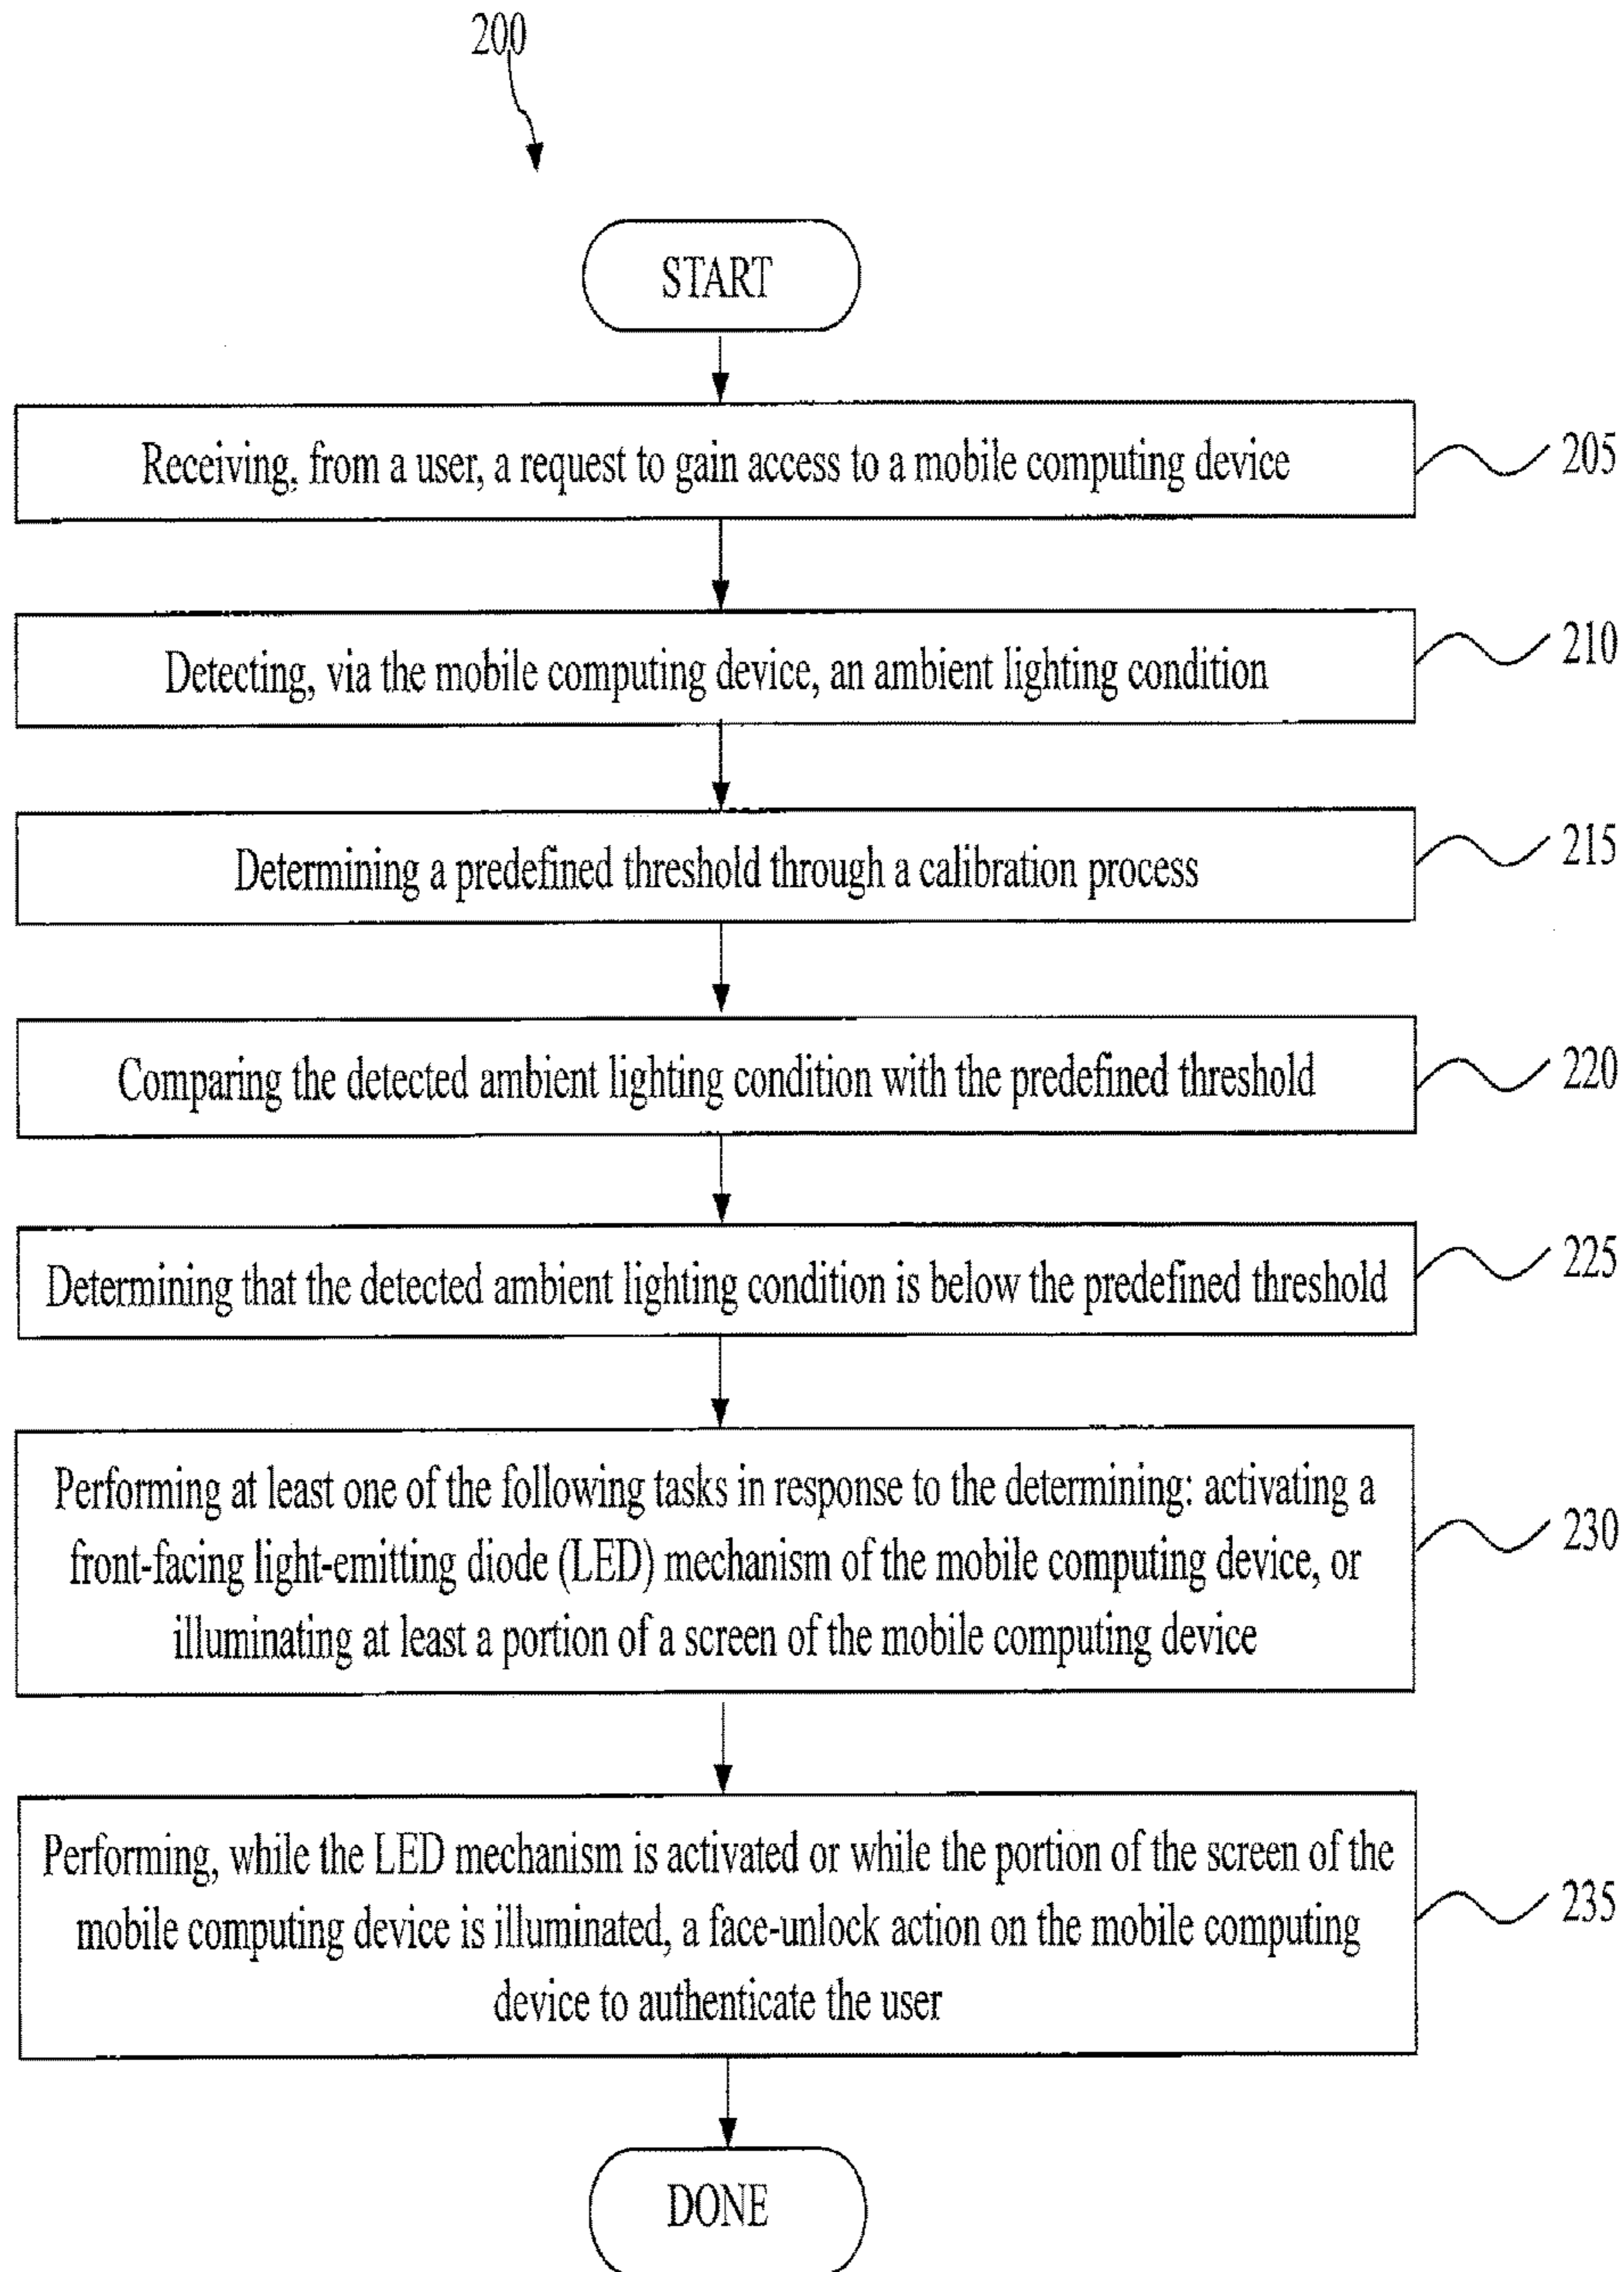 200
START
Receiving, from a user, a request to gain access to a mobile computing device
205
Detecting, via the mobile computing device, an ambient lighting condition
210
Determining a predefined threshold through a calibration process
215
Comparing the detected ambient lighting condition with the predefined threshold
220
Determining that the detected ambient lighting condition is below the predefined threshold
225
Performing at least one of the following tasks in response to the determining: activating a
front-facing light-emitting diode (LED) mechanism of the mobile computing device, or
illuminating at least a portion of a screen of the mobile computing device
230
Performing, while the LED mechanism is activated or while the portion of the screen of the
mobile computing device is illuminated, a face-unlock action on the mobile computing
device to authenticate the user
235
DONE